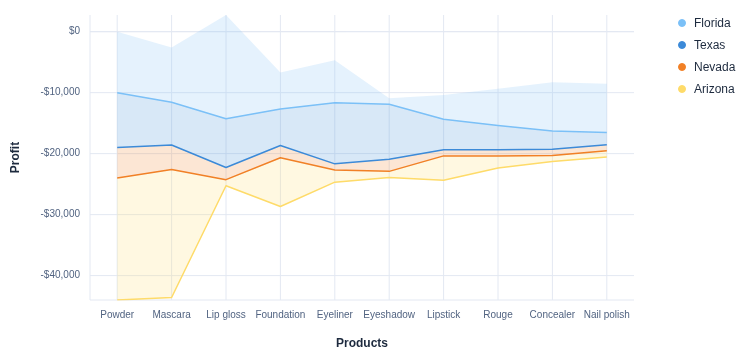 $0
-$10,000
-$20,000
-$30,000
-$40,000
Profit
Powder Mascara Lip gloss Foundation Eyeliner Eyeshadow Lipstick Rouge Concealer Nail polish
Products
Florida
Texas
Nevada
Arizona